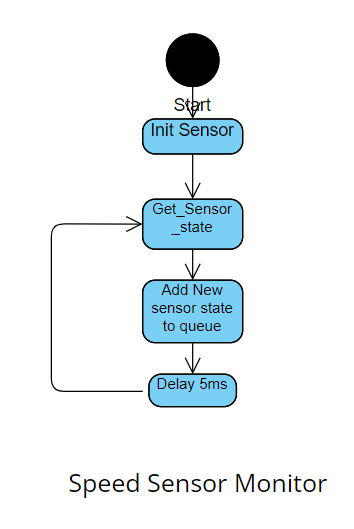 Start
Init Sensor
Get_Sensor
_state
Add New
sensor state
to queue
Delay 5ms
Speed Sensor Monitor